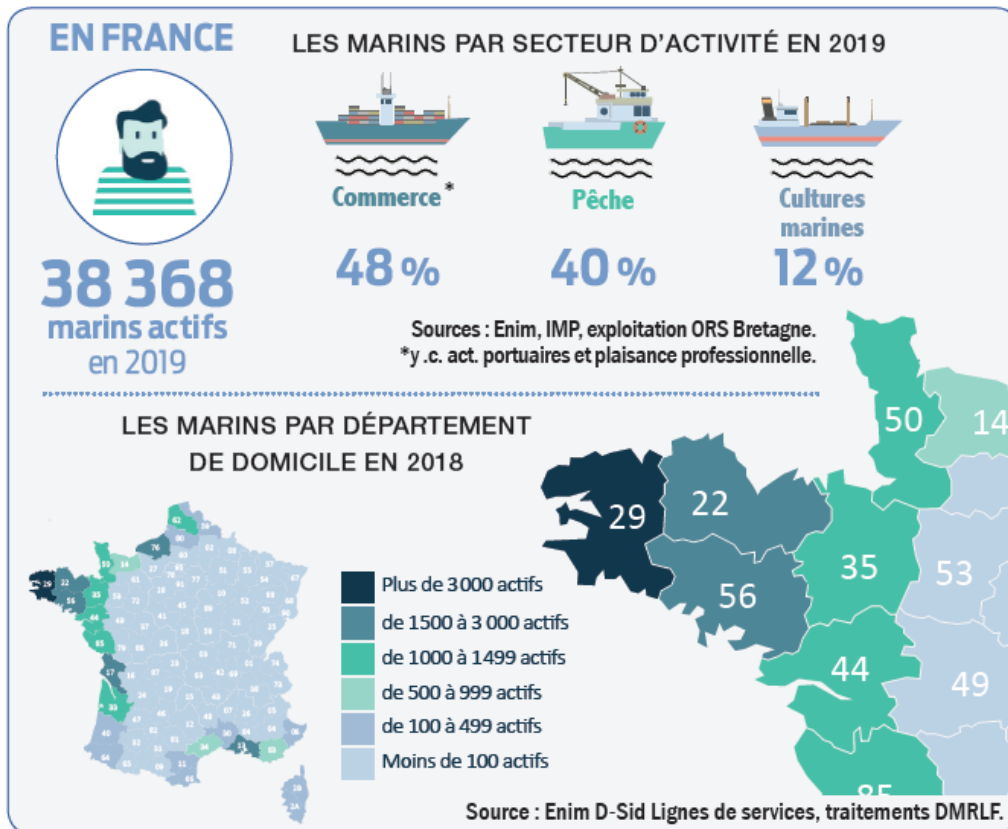 EN FRANCE
LES MARINS PAR SECTEUR D'ACTIVITÉ EN 2019
Commerce*
Pêche
Cultures
marines
48 %
40 %
12 %
38 368
marins actifs
en 2019
Sources : Enim, IMP, exploitation ORS Bretagne.
*y .c. act. portuaires et plaisance professionnelle.
LES MARINS PAR DÉPARTEMENT
DE DOMICILE EN 2018
50
14
29
22
35
53
56
44
49
85
Plus de 3 000 actifs
de 1500 à 3 000 actifs
de 1000 à 1499 actifs
de 500 à 999 actifs
de 100 à 499 actifs
Moins de 100 actifs
Source : Enim D-Sid Lignes de services, traitements DMRLF.